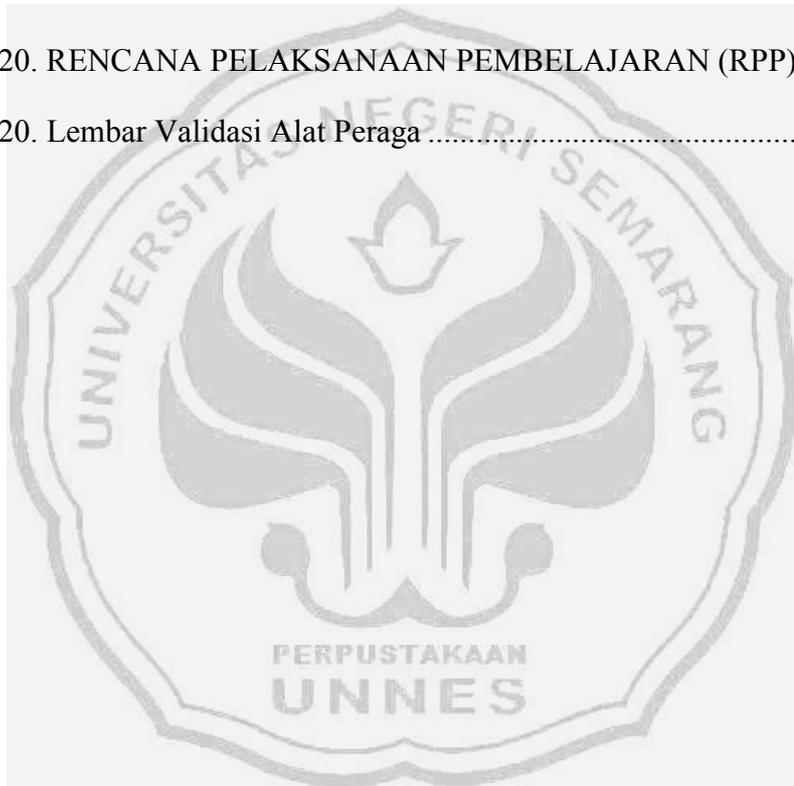 20. RENCANA PELAKSANAAN PEMBELAJARAN (RPP)
20. Lembar Validasi Alat Peraga ..............................................
UNIVERSITAS NEGERI SEMARANG
PERPUSTAKAAN
UNNES